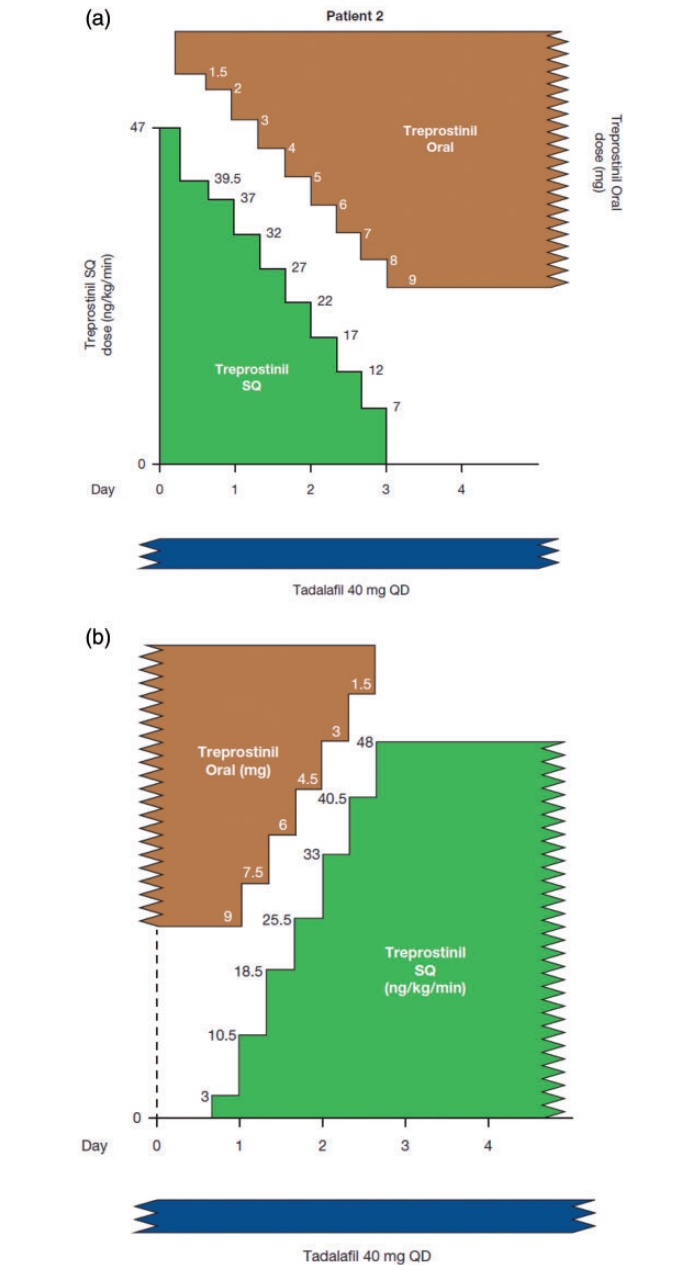 (a)
Patient 2
1.5
2
3
4
5
6
7
8
9
Treprostinil
Oral
Treprostinil Oral
dose (mg)
47
39.5
37
32
27
22
17
12
7
Treprostinil SQ
dose (ng/kg/min)
Treprostinil
SQ
0
Day 0 1 2 3 4
Tadalafil 40 mg QD
(b)
1.5
3
4.5
6
7.5
9
Treprostinil
Oral (mg)
48
40.5
33
25.5
18.5
10.5
3
Treprostinil
SQ
(ng/kg/min)
0
Day 0 1 2 3 4
Tadalafil 40 mg QD